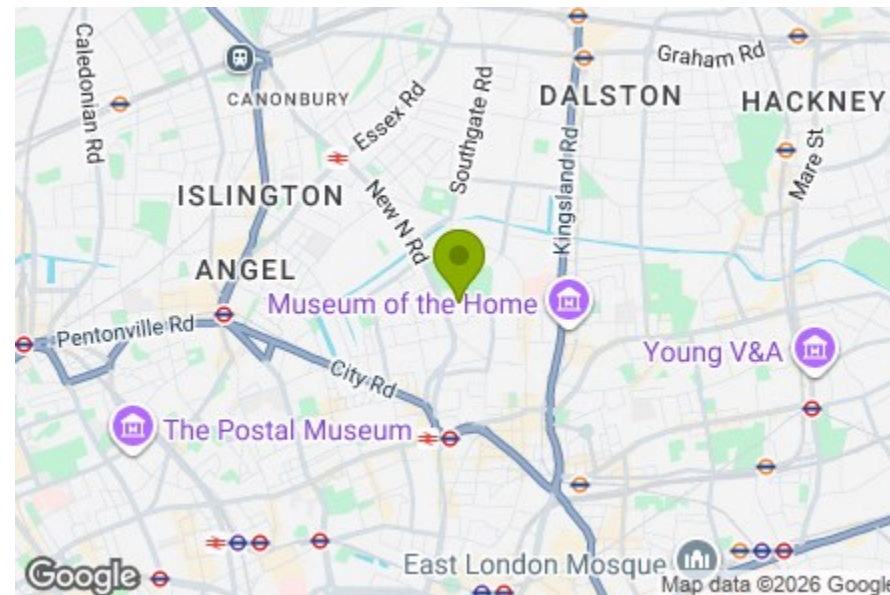 Caledonian Rd
CANONBURY
Essex Rd
Southgate Rd
DALSTON
Graham Rd
HACKNEY
Mare St
ISLINGTON
New N Rd
Kingsland Rd
ANGEL
Museum of the Home
Pentonville Rd
Young V&A
City Rd
The Postal Museum
East London Mosque
Google
Map data ©2026 Google